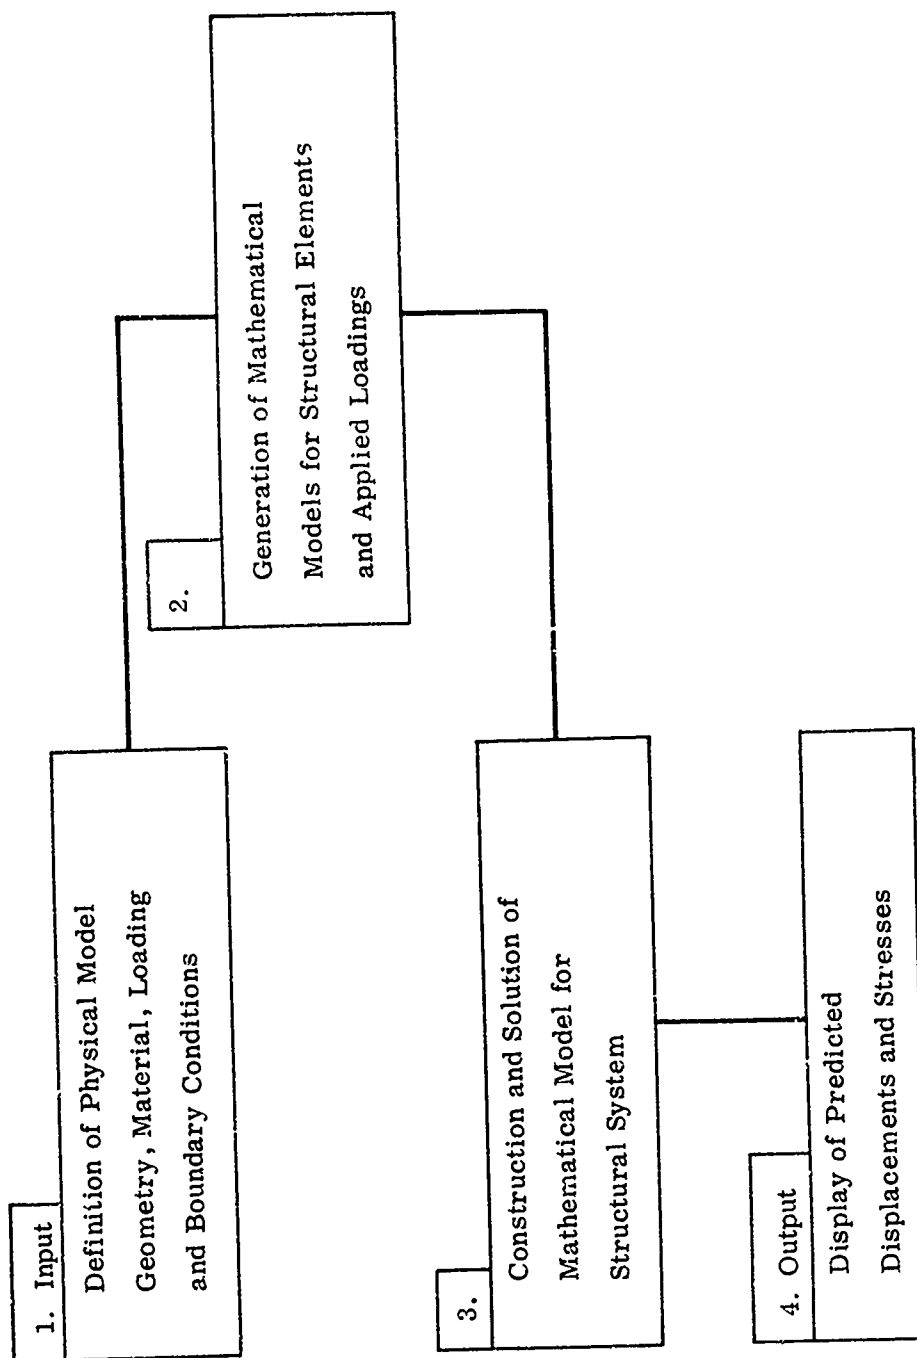 1. Input
Definition of Physical Model
Geometry, Material, Loading
and Boundary Conditions
2.
Generation of Mathematical
Models for Structural Elements
and Applied Loadings
3.
Construction and Solution of
Mathematical Model for
Structural System
4. Output
Display of Predicted
Displacements and Stresses